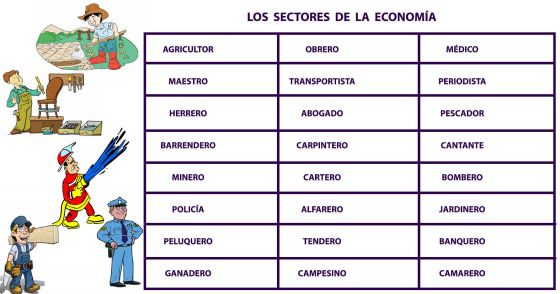 LOS SECTORES DE LA ECONOMÍA
AGRICULTOR OBRERO MÉDICO
MAESTRO TRANSPORTISTA PERIODISTA
HERRERO ABOGADO PESCADOR
BARRENDERO CARPINTERO CANTANTE
MINERO CARTERO BOMBERO
POLICÍA ALFARERO JARDINERO
PELUQUERO TENDERO BANQUERO
GANADERO CAMPESINO CAMARERO